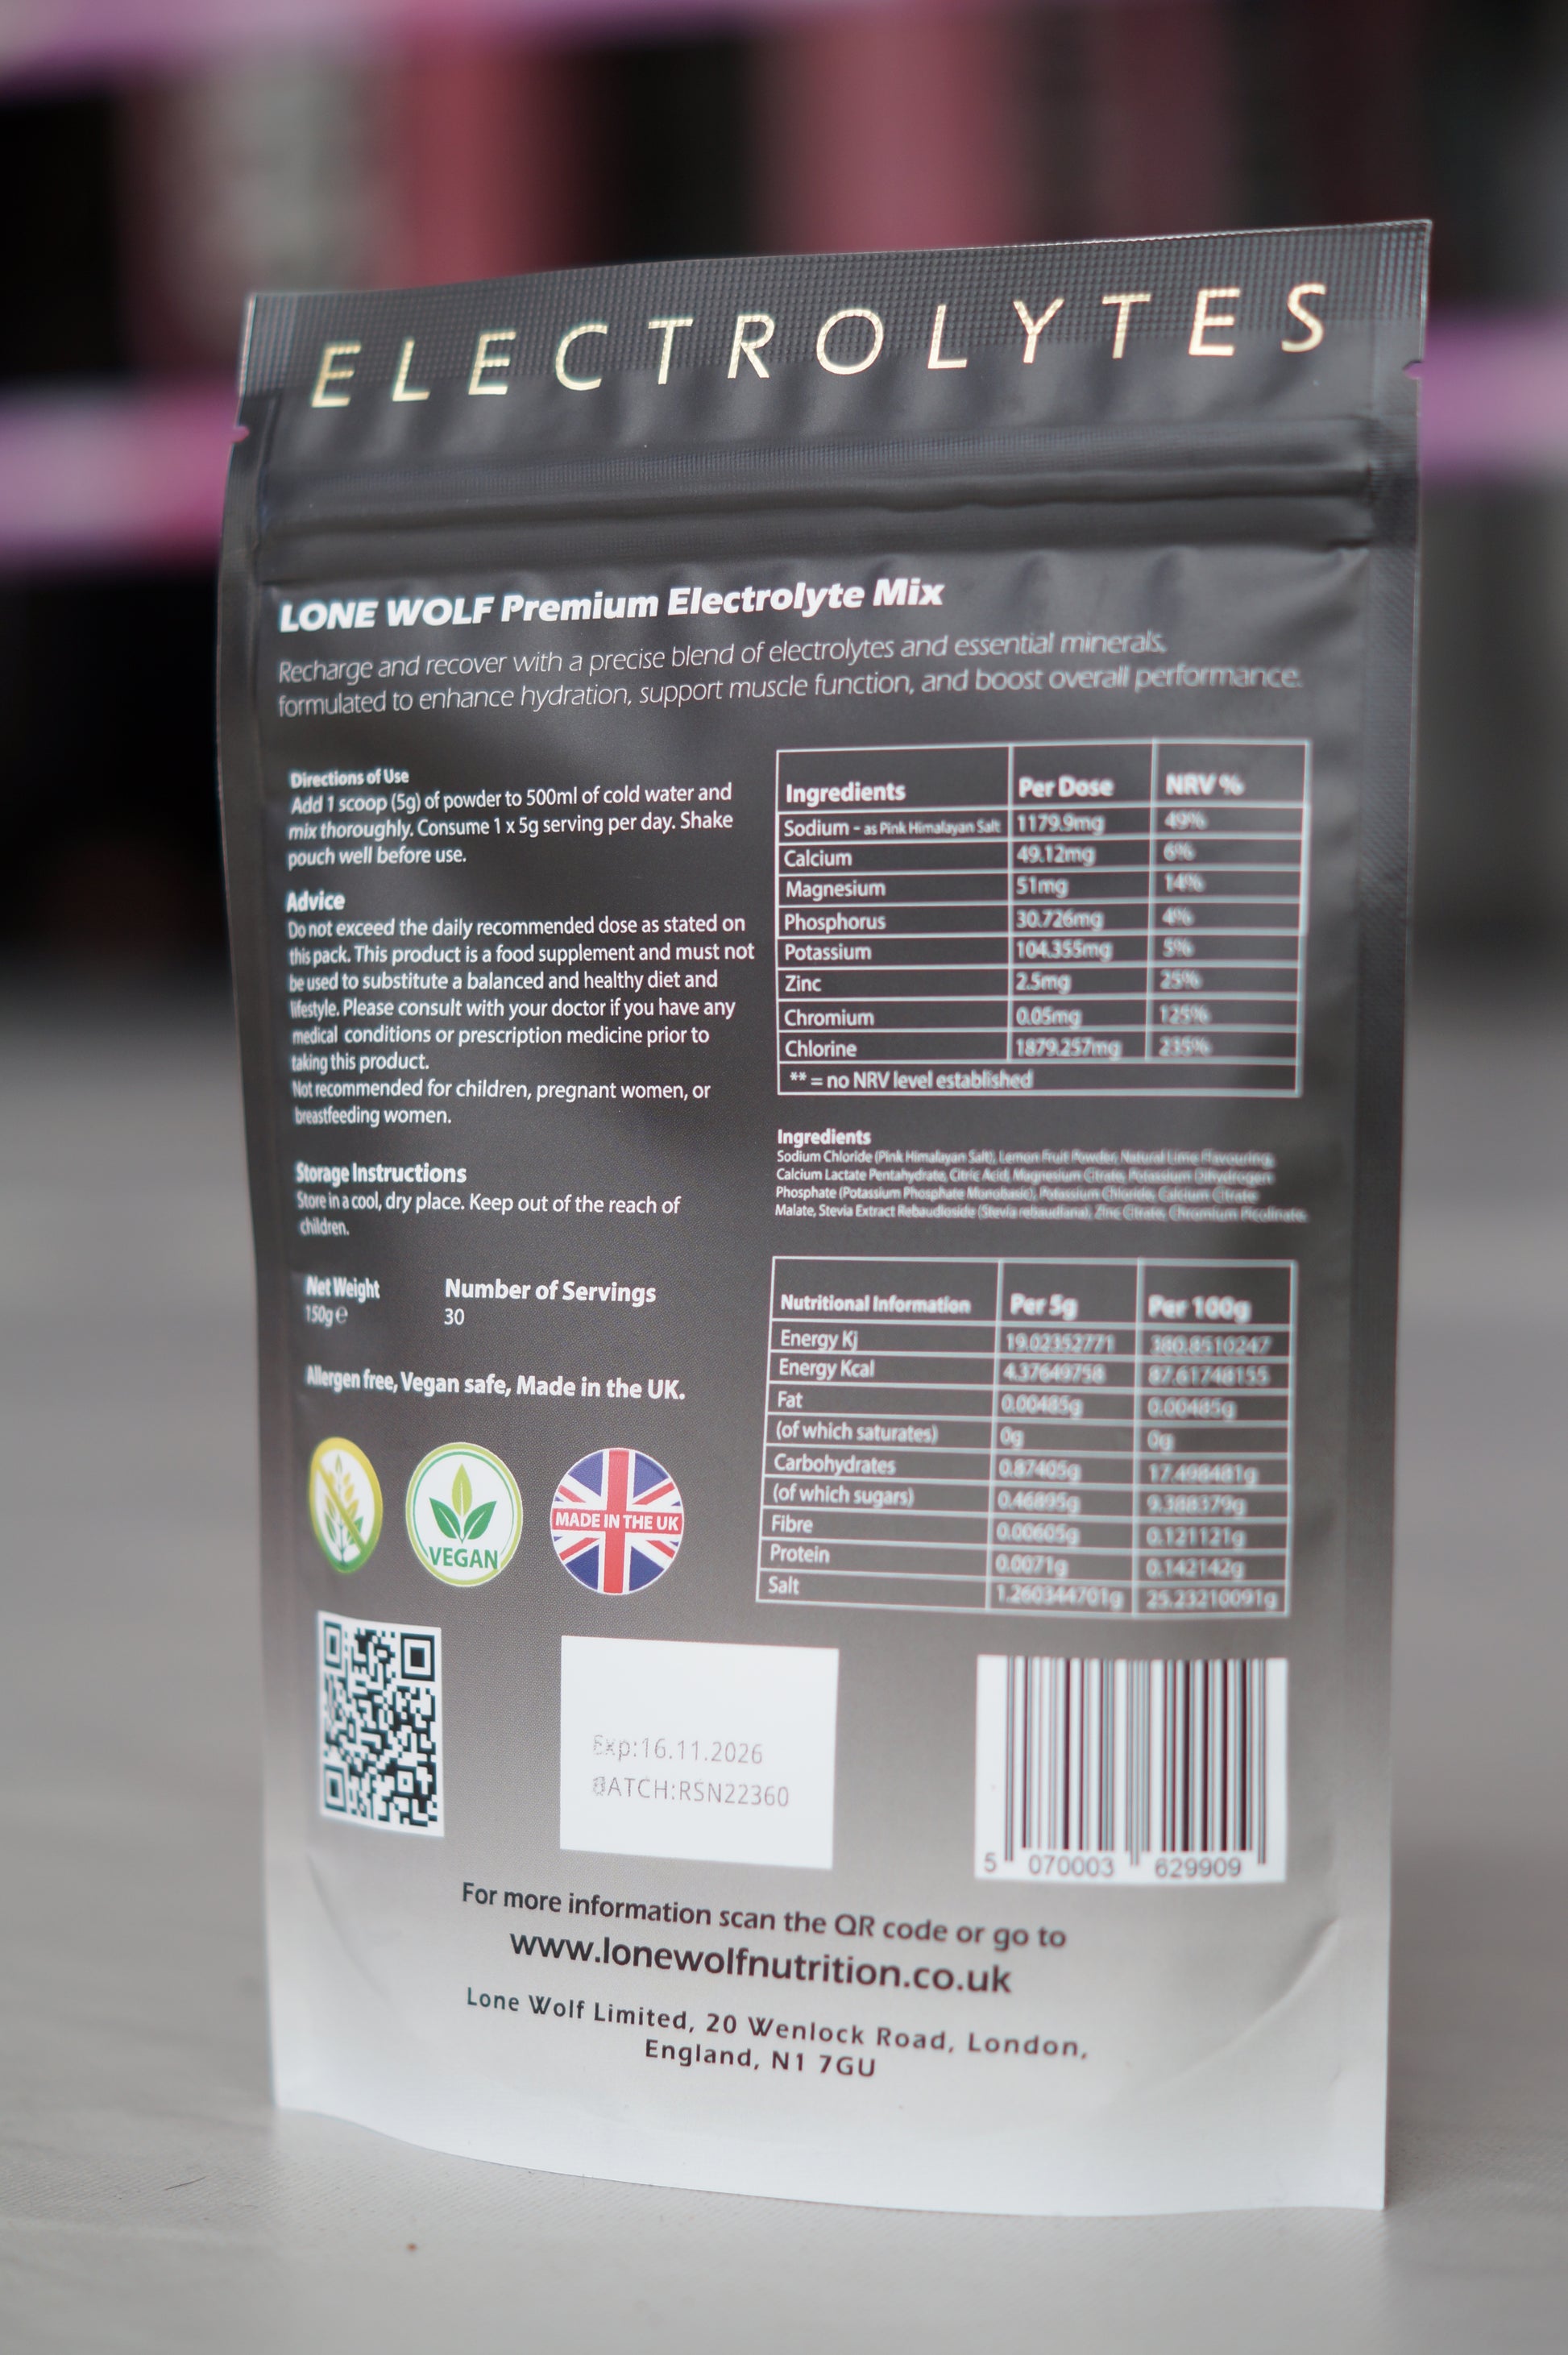 ELECTROLYTES
LONE WOLF Premium Electrolyte Mix
Recharge and recover with a precise blend of electrolytes and essential minerals,
formulated to enhance hydration, support muscle function, and boost overall performance.
Directions of Use
Add 1 scoop (5g) of powder to 500ml of cold water and
mix thoroughly. Consume 1 x 5g serving per day. Shake
pouch well before use.
Advice
Do not exceed the daily recommended dose as stated on
this pack. This product is a food supplement and must not
be used to substitute a balanced and healthy diet and
lifestyle. Please consult with your doctor if you have any
medical conditions or prescription medicine prior to
taking this product.
Not recommended for children, pregnant women, or
breastfeeding women.
Storage Instructions
Store in a cool, dry place. Keep out of the reach of
children.
Net Weight
150g e
Number of Servings
30
Allergen free, Vegan safe, Made in the UK.
VEGAN
MADE IN THE UK
Ingredients Per Dose NRV %
Sodium - as Pink Himalayan Salt 1179.9mg 49%
Calcium 49.12mg 6%
Magnesium 51mg 14%
Phosphorus 30.726mg 4%
Potassium 104.355mg 5%
Zinc 2.5mg 25%
Chromium 0.05mg 125%
Chlorine 1879.257mg 235%
** = no NRV level established
Ingredients
Sodium Chloride (Pink Himalayan Salt), Lemon Fruit Powder, Natural Lime Flavouring,
Calcium Lactate Pentahydrate, Citric Acid, Magnesium Citrate, Potassium Dihydrogen
Phosphate (Potassium Phosphate Monobasic), Potassium Chloride, Calcium Citrate
Malate, Stevia Extract Rebaudioside (Stevia rebaudiana), Zinc Citrate, Chromium Picolinate.
Nutritional Information Per 5g Per 100g
Energy Kj 19.02352771 380.8510247
Energy Kcal 4.37649758 87.61748155
Fat 0.00485g 0.00485g
(of which saturates) 0g 0g
Carbohydrates 0.87405g 17.498481g
(of which sugars) 0.46895g 9.388379g
Fibre 0.00605g 0.121121g
Protein 0.0071g 0.142142g
Salt 1.260344701g 25.23210091g
Exp:16.11.2026
BATCH:RSN22360
5 070003 629909
For more information scan the QR code or go to
www.lonewolfnutrition.co.uk
Lone Wolf Limited, 20 Wenlock Road, London,
England, N1 7GU